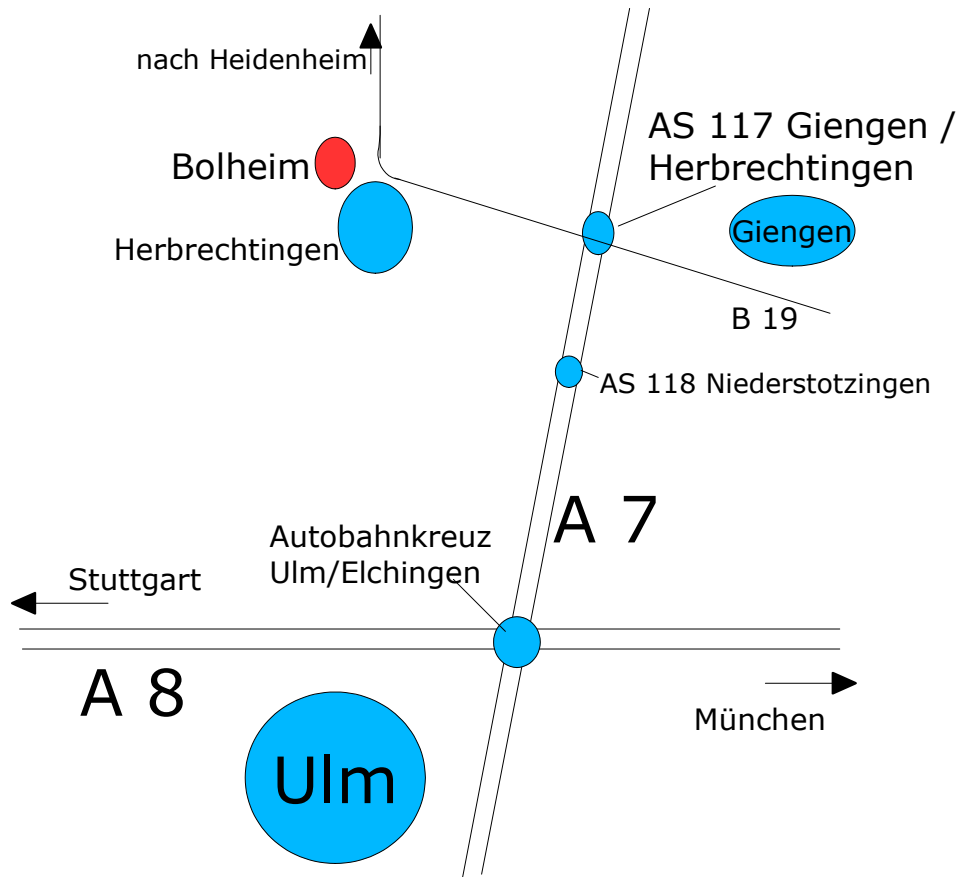 nach Heidenheim
AS 117 Giengen /
Herbrechtingen
Bolheim
Giengen
Herbrechtingen
B 19
AS 118 Niederstotzingen
A 7
Autobahnkreuz
Ulm/Elchingen
Stuttgart
A 8
München
Ulm